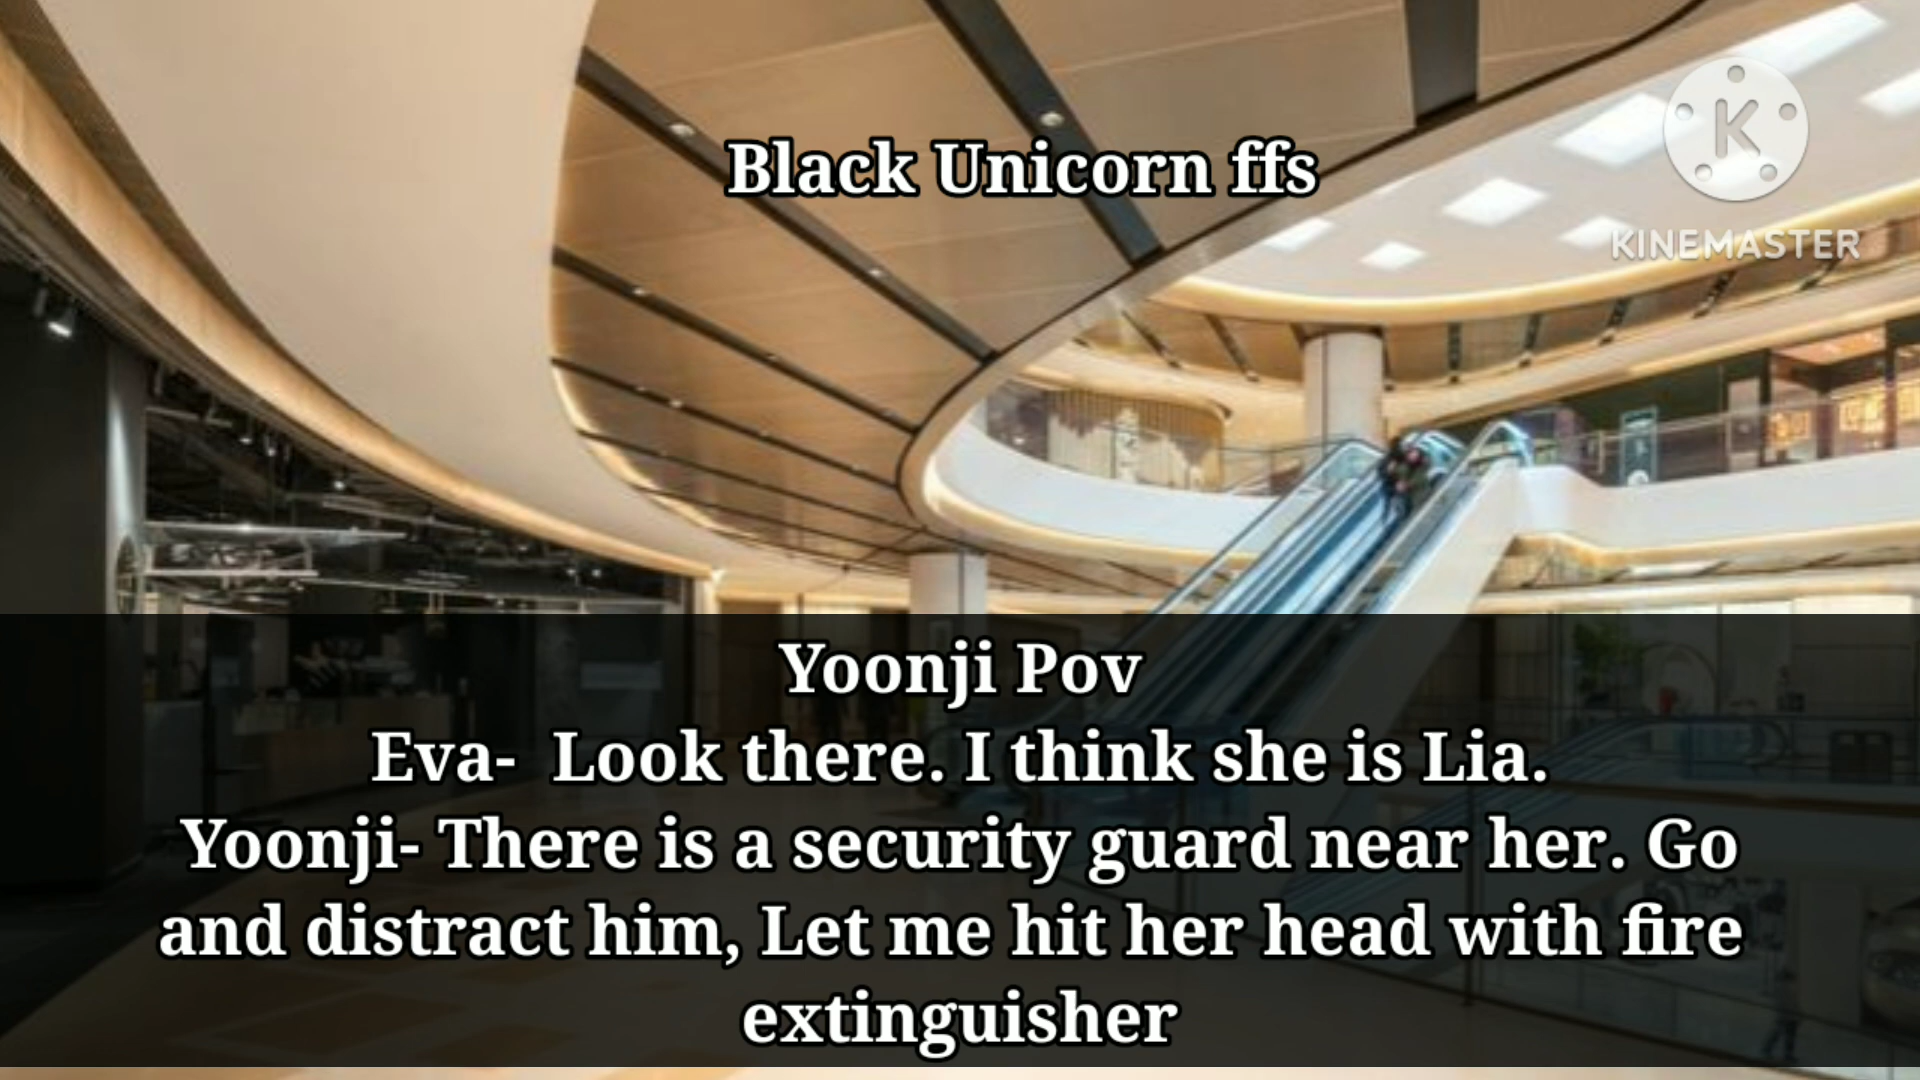 Black Unicorn ffs
K
KINEMASTER
Yoonji Pov
Eva-  Look there. I think she is Lia.
Yoonji- There is a security guard near her. Go
and distract him, Let me hit her head with fire
extinguisher